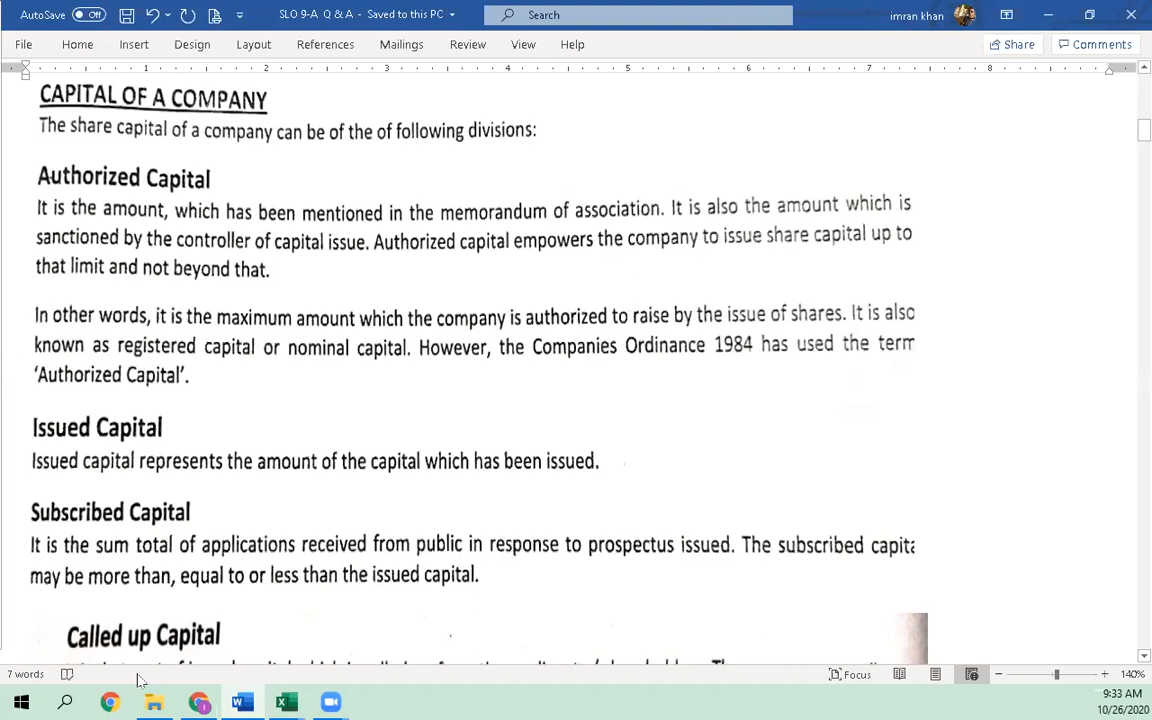 AutoSave Off
SLO 9-A Q & A - Saved to this PC
Search
imran khan
File Home Insert Design Layout References Mailings Review View Help
Share Comments
1 2 3 4 5 6 7 8
CAPITAL OF A COMPANY
The share capital of a company can be of the of following divisions:
Authorized Capital
It is the amount, which has been mentioned in the memorandum of association. It is also the amount which is
sanctioned by the controller of capital issue. Authorized capital empowers the company to issue share capital up to
that limit and not beyond that.
In other words, it is the maximum amount which the company is authorized to raise by the issue of shares. It is also
known as registered capital or nominal capital. However, the Companies Ordinance 1984 has used the term
‘Authorized Capital’.
Issued Capital
Issued capital represents the amount of the capital which has been issued.
Subscribed Capital
It is the sum total of applications received from public in response to prospectus issued. The subscribed capita
may be more than, equal to or less than the issued capital.
Called up Capital
7 words
Focus
140%
9:33 AM
10/26/2020